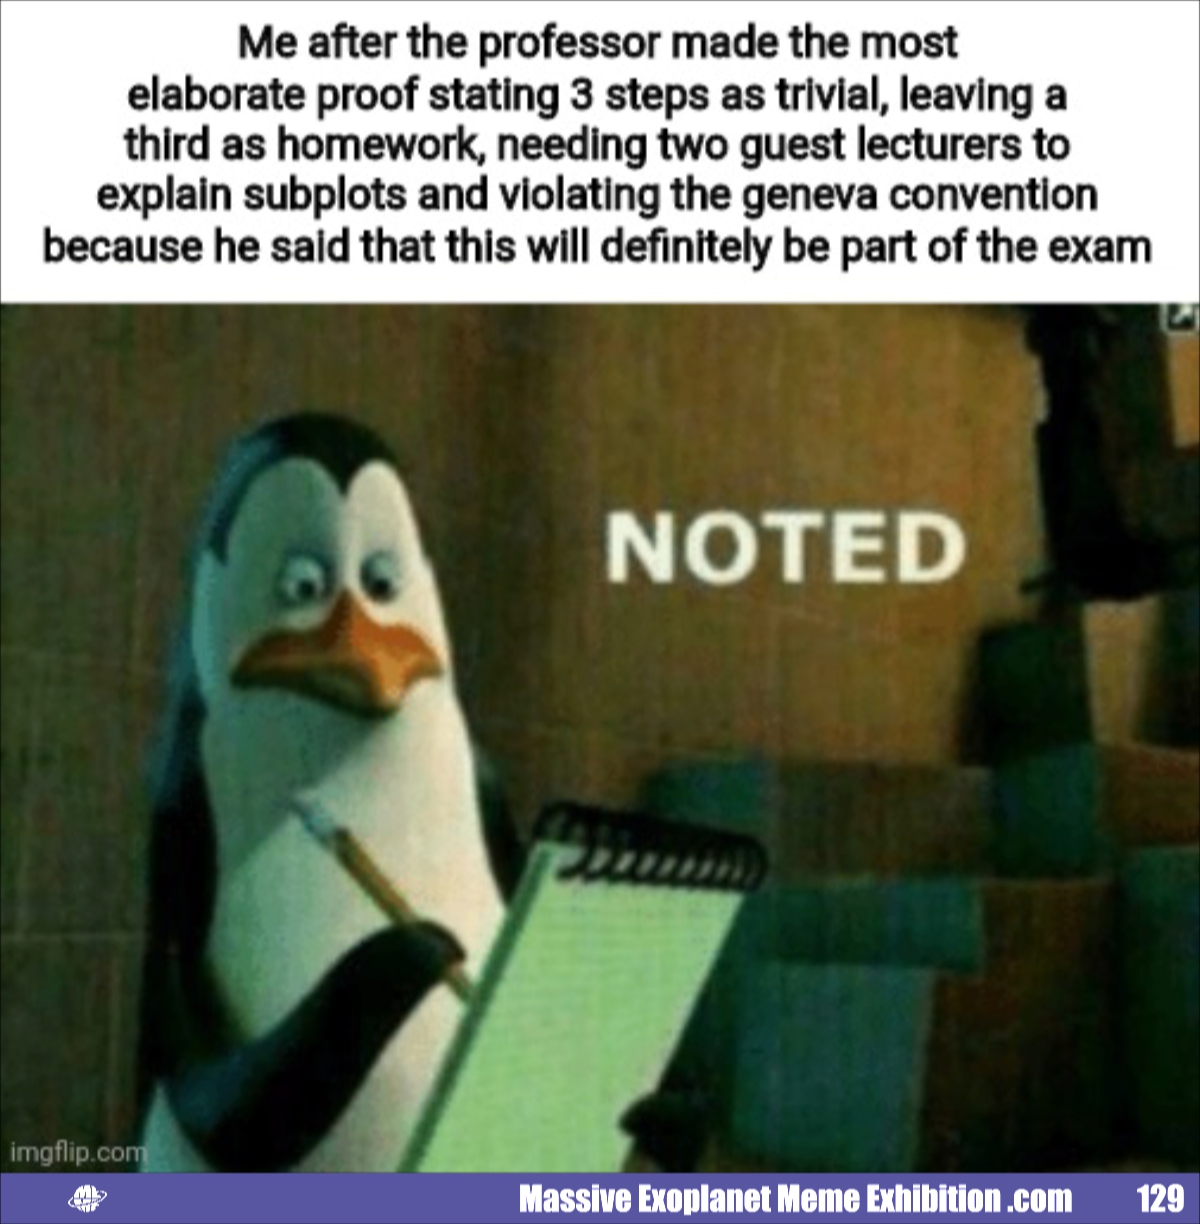 Me after the professor made the most
elaborate proof stating 3 steps as trivial, leaving a
third as homework, needing two guest lecturers to
explain subplots and violating the geneva convention
because he said that this will definitely be part of the exam
NOTED
imgflip.com
Massive Exoplanet Meme Exhibition .com 129